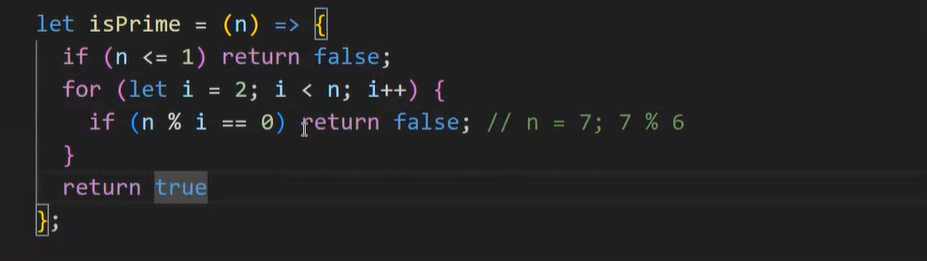 let isPrime = (n) => {
if (n <= 1) return false;
for (let i = 2; i < n; i++) {
if (n % i == 0) return false; // n = 7; 7 % 6
}
return true
};